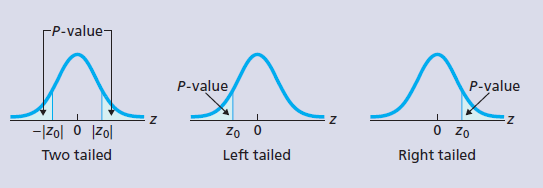 P-value
−|z₀| 0 |z₀| z
Two tailed
P-value
z₀ 0 z
Left tailed
P-value
0 z₀ z
Right tailed